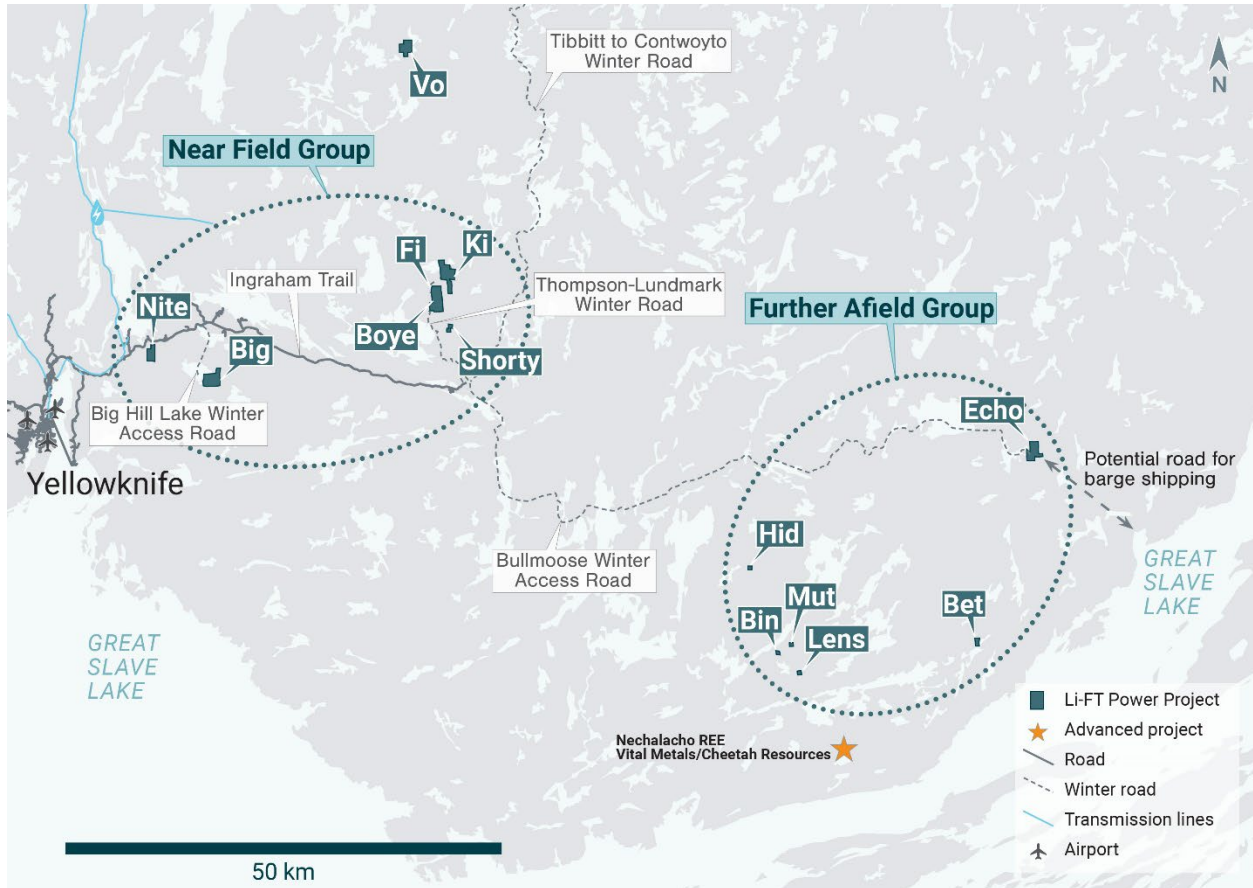 Tibbitt to Contwoyto
Winter Road
N
Vo
Near Field Group
Fi
Ki
Ingraham Trail
Thompson-Lundmark
Winter Road
Nite
Boye
Shorty
Big
Further Afield Group
Big Hill Lake Winter
Access Road
Echo
Yellowknife
Potential road for
barge shipping
Bullmoose Winter
Access Road
Hid
GREAT
SLAVE
LAKE
Mut
Bin
Lens
Bet
GREAT
SLAVE
LAKE
Nechalacho REE
Vital Metals/Cheetah Resources
Li-FT Power Project
Advanced project
Road
Winter road
Transmission lines
Airport
50 km